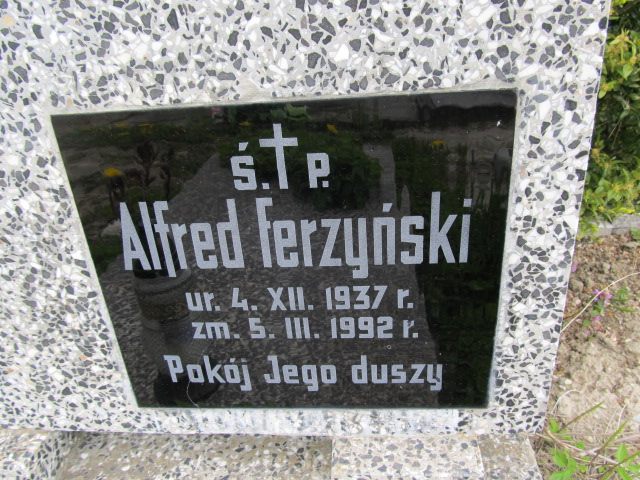 ś.✝p.
Alfred Ferzyński
ur. 4. XII. 1937 r.
zm. 5. III. 1992 r.
Pokój Jego duszy